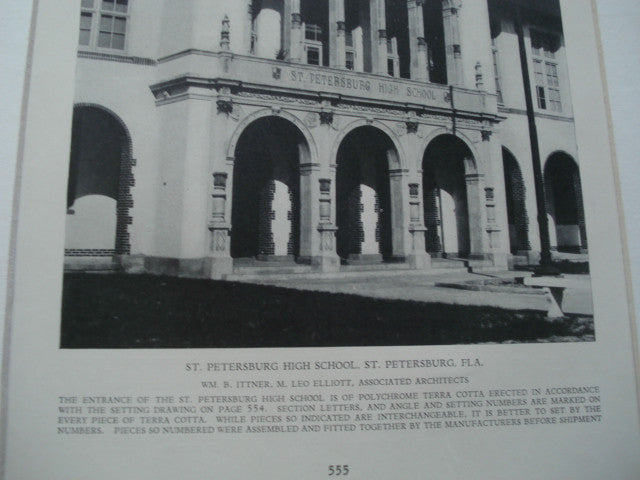 ST. PETERSBURG HIGH SCHOOL
ST. PETERSBURG HIGH SCHOOL, ST. PETERSBURG, FLA.
WM. B. ITTNER, M. LEO ELLIOTT, ASSOCIATED ARCHITECTS
THE ENTRANCE OF THE ST. PETERSBURG HIGH SCHOOL IS OF POLYCHROME TERRA COTTA ERECTED IN ACCORDANCE
WITH THE SETTING DRAWING ON PAGE 554. SECTION LETTERS, AND ANGLE AND SETTING NUMBERS ARE MARKED ON
EVERY PIECE OF TERRA COTTA. WHILE PIECES SO INDICATED ARE INTERCHANGEABLE, IT IS BETTER TO SET BY THE
NUMBERS. PIECES SO NUMBERED WERE ASSEMBLED AND FITTED TOGETHER BY THE MANUFACTURERS BEFORE SHIPMENT
555